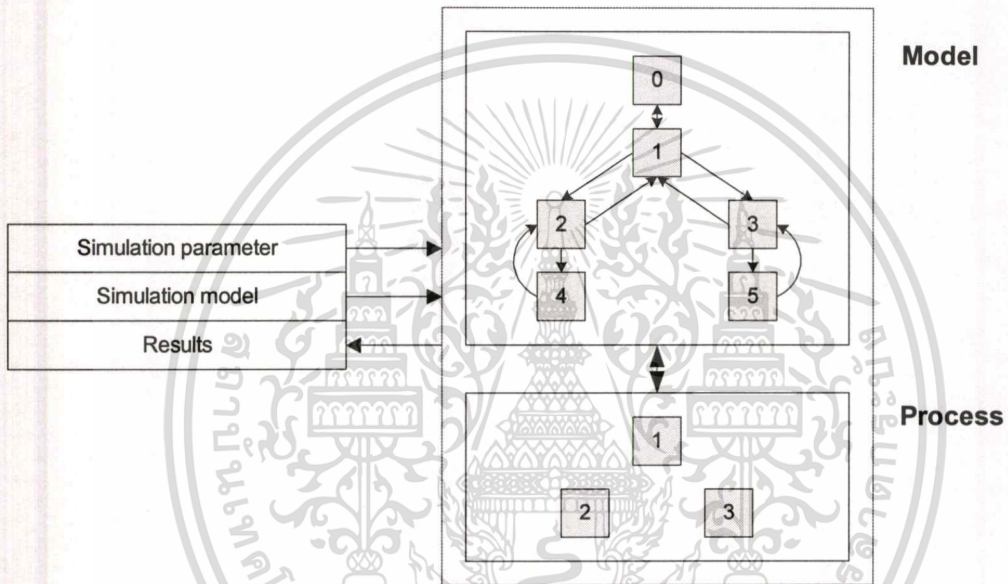 Model
0
1
2
3
4
5
Simulation parameter
Simulation model
Results
Process
1
2
3